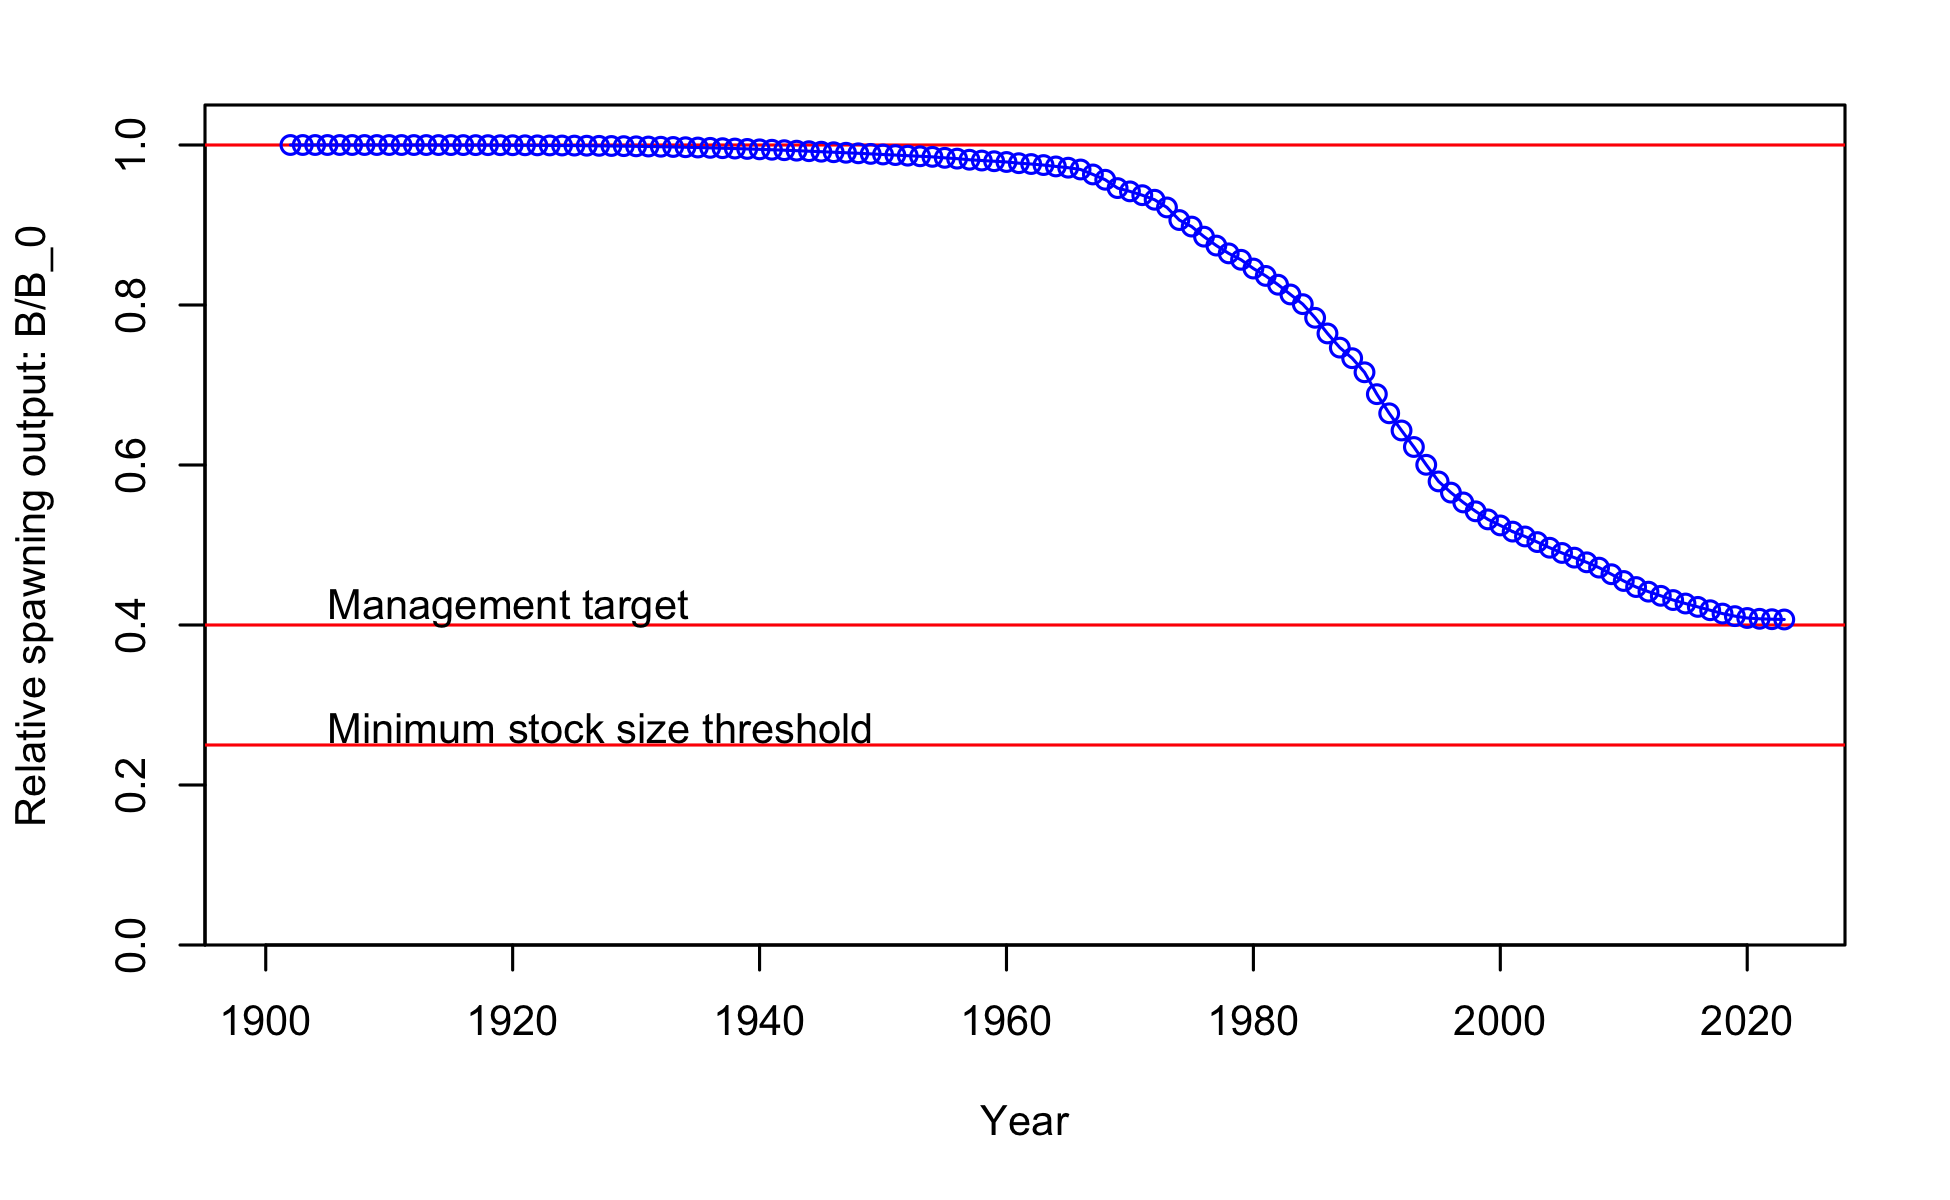 Relative spawning output: B/B_0
1.0
0.8
0.6
0.4
0.2
0.0
Management target
Minimum stock size threshold
1900 1920 1940 1960 1980 2000 2020
Year